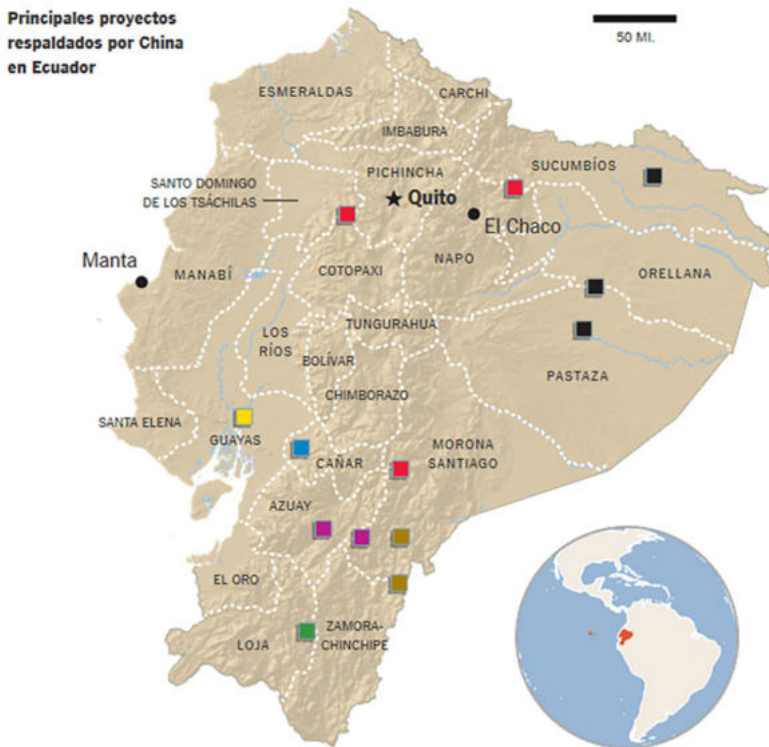 Principales proyectos
respaldados por China
en Ecuador
50 MI.
ESMERALDAS
CARCHI
IMBABURA
SUCUMBÍOS
PICHINCHA
SANTO DOMINGO
DE LOS TSÁCHILAS
Quito
El Chaco
Manta
MANABÍ
COTOPAXI
NAPO
ORELLANA
LOS
RÍOS
TUNGURAHUA
BOLÍVAR
PASTAZA
CHIMBORAZO
SANTA ELENA
GUAYAS
MORONA
SANTIAGO
CAÑAR
AZUAY
EL ORO
LOJA
ZAMORA-
CHINCHIPE